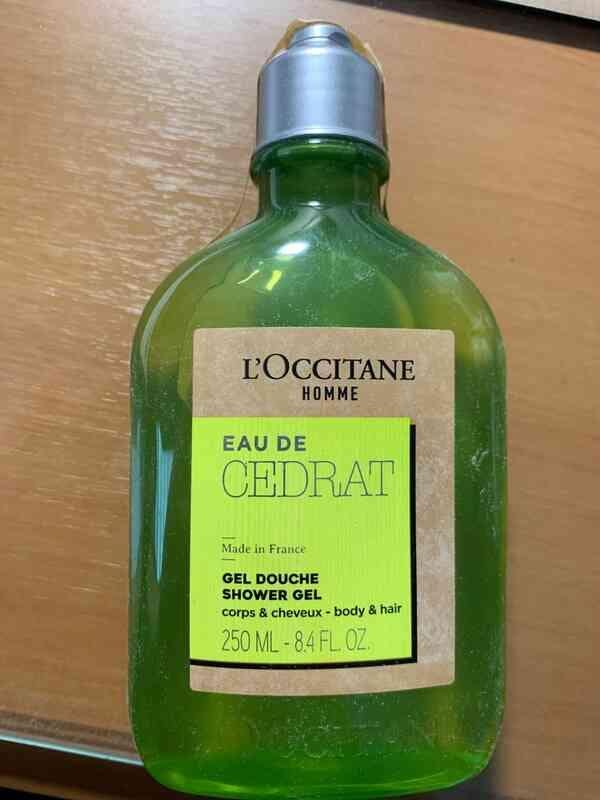 L'OCCITANE
HOMME
EAU DE
CEDRAT
Made in France
GEL DOUCHE
SHOWER GEL
corps & cheveux - body & hair
250 ML - 8.4 FL. OZ.